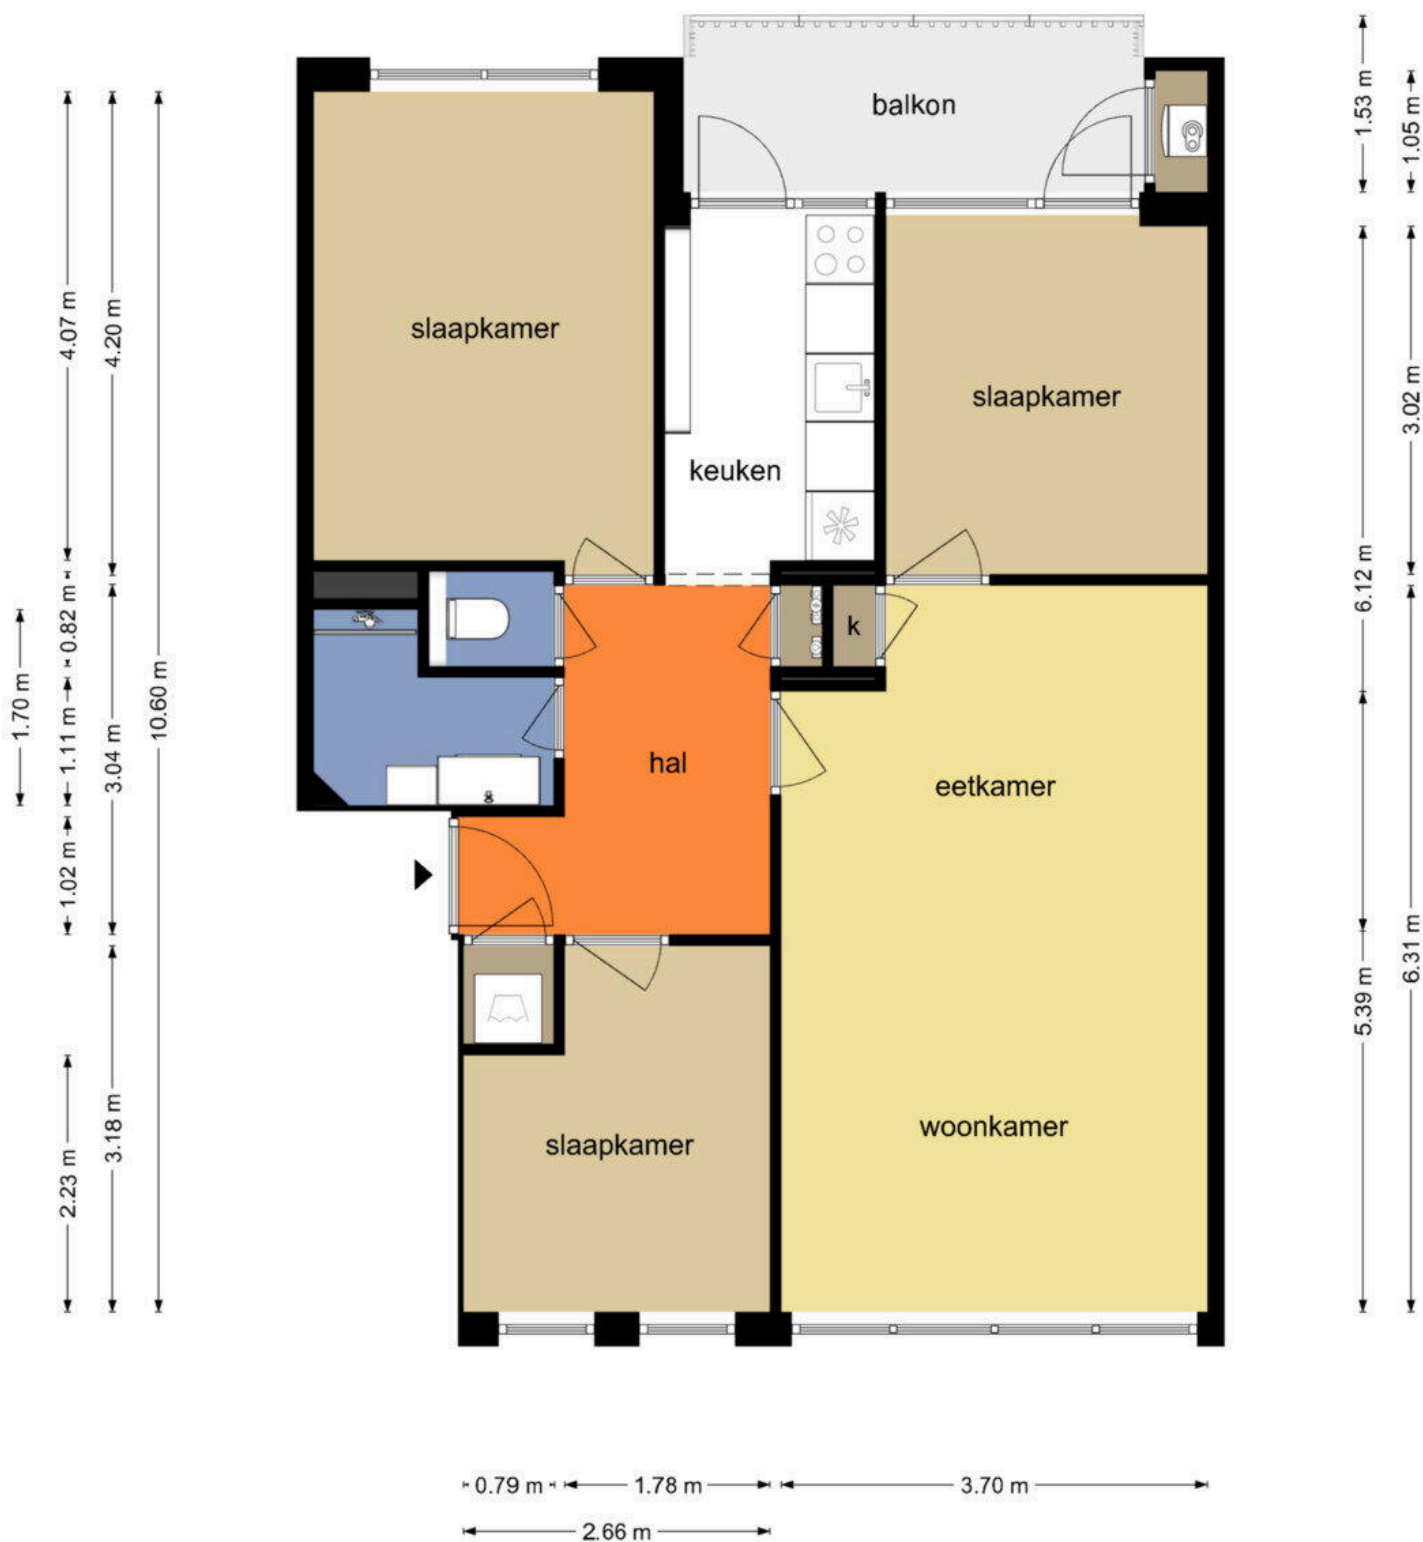 balkon
slaapkamer
slaapkamer
keuken
k
hal
eetkamer
woonkamer
slaapkamer
1.70 m
4.07 m
0.82 m
1.11 m
1.02 m
2.23 m
4.20 m
3.04 m
3.18 m
10.60 m
1.53 m
6.12 m
5.39 m
1.05 m
3.02 m
6.31 m
0.79 m
1.78 m
3.70 m
2.66 m